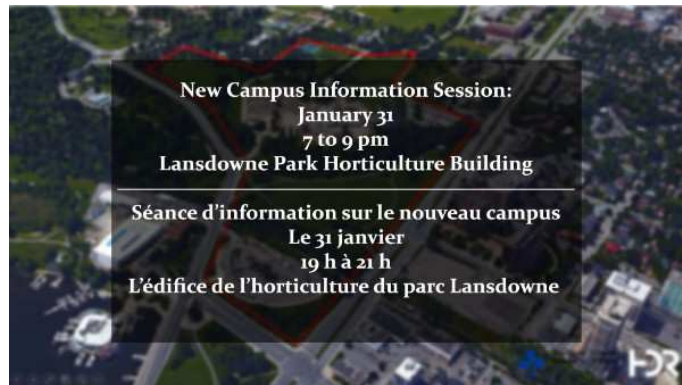 New Campus Information Session:
January 31
7 to 9 pm
Lansdowne Park Horticulture Building
Séance d'information sur le nouveau campus
Le 31 janvier
19 h à 21 h
L'édifice de l'horticulture du parc Lansdowne
HDR